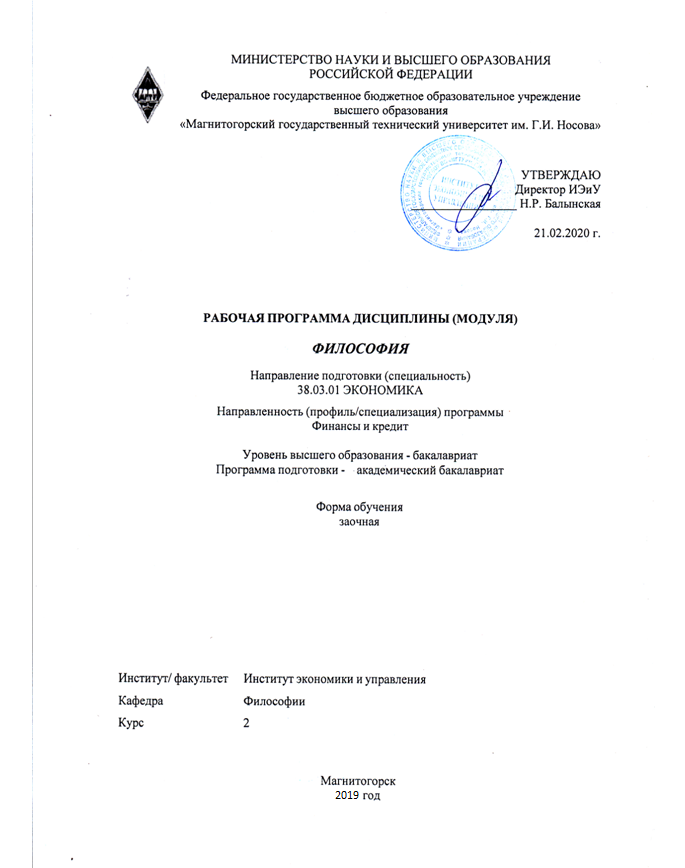 МИНИСТЕРСТВО НАУКИ И ВЫСШЕГО ОБРАЗОВАНИЯ
РОССИЙСКОЙ ФЕДЕРАЦИИ
Федеральное государственное бюджетное образовательное учреждение
высшего образования
«Магнитогорский государственный технический университет им. Г.И. Носова»
УТВЕРЖДАЮ
Директор ИЭиУ
Н.Р. Балынская
21.02.2020 г.
РАБОЧАЯ ПРОГРАММА ДИСЦИПЛИНЫ (МОДУЛЯ)
ФИЛОСОФИЯ
Направление подготовки (специальность)
38.03.01 ЭКОНОМИКА
Направленность (профиль/специализация) программы
Финансы и кредит
Уровень высшего образования - бакалавриат
Программа подготовки - академический бакалавриат
Форма обучения
заочная
Институт/ факультет Институт экономики и управления
Кафедра Философии
Курс 2
Магнитогорск
2019 год